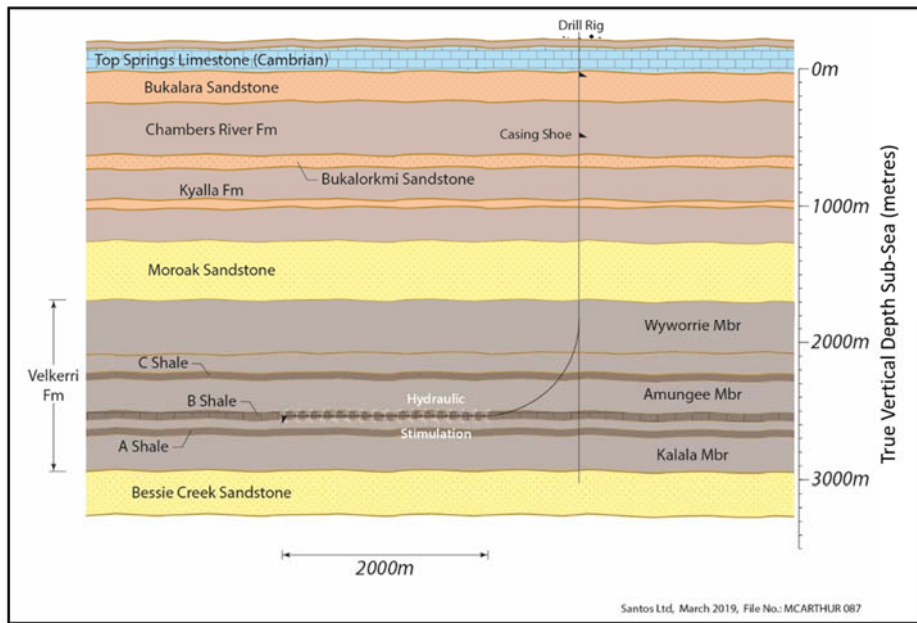 Drill Rig
Top Springs Limestone (Cambrian)
0m
Bukalara Sandstone
Chambers River Fm
Casing Shoe
Bukalorkmi Sandstone
Kyalla Fm
1000m
Moroak Sandstone
True Vertical Depth Sub-Sea (metres)
Wyworrie Mbr
2000m
C Shale
Velkerri
Fm
B Shale
Hydraulic
Amungee Mbr
Stimulation
A Shale
Kalala Mbr
3000m
Bessie Creek Sandstone
2000m
Santos Ltd, March 2019, File No.: MCARTHUR 087